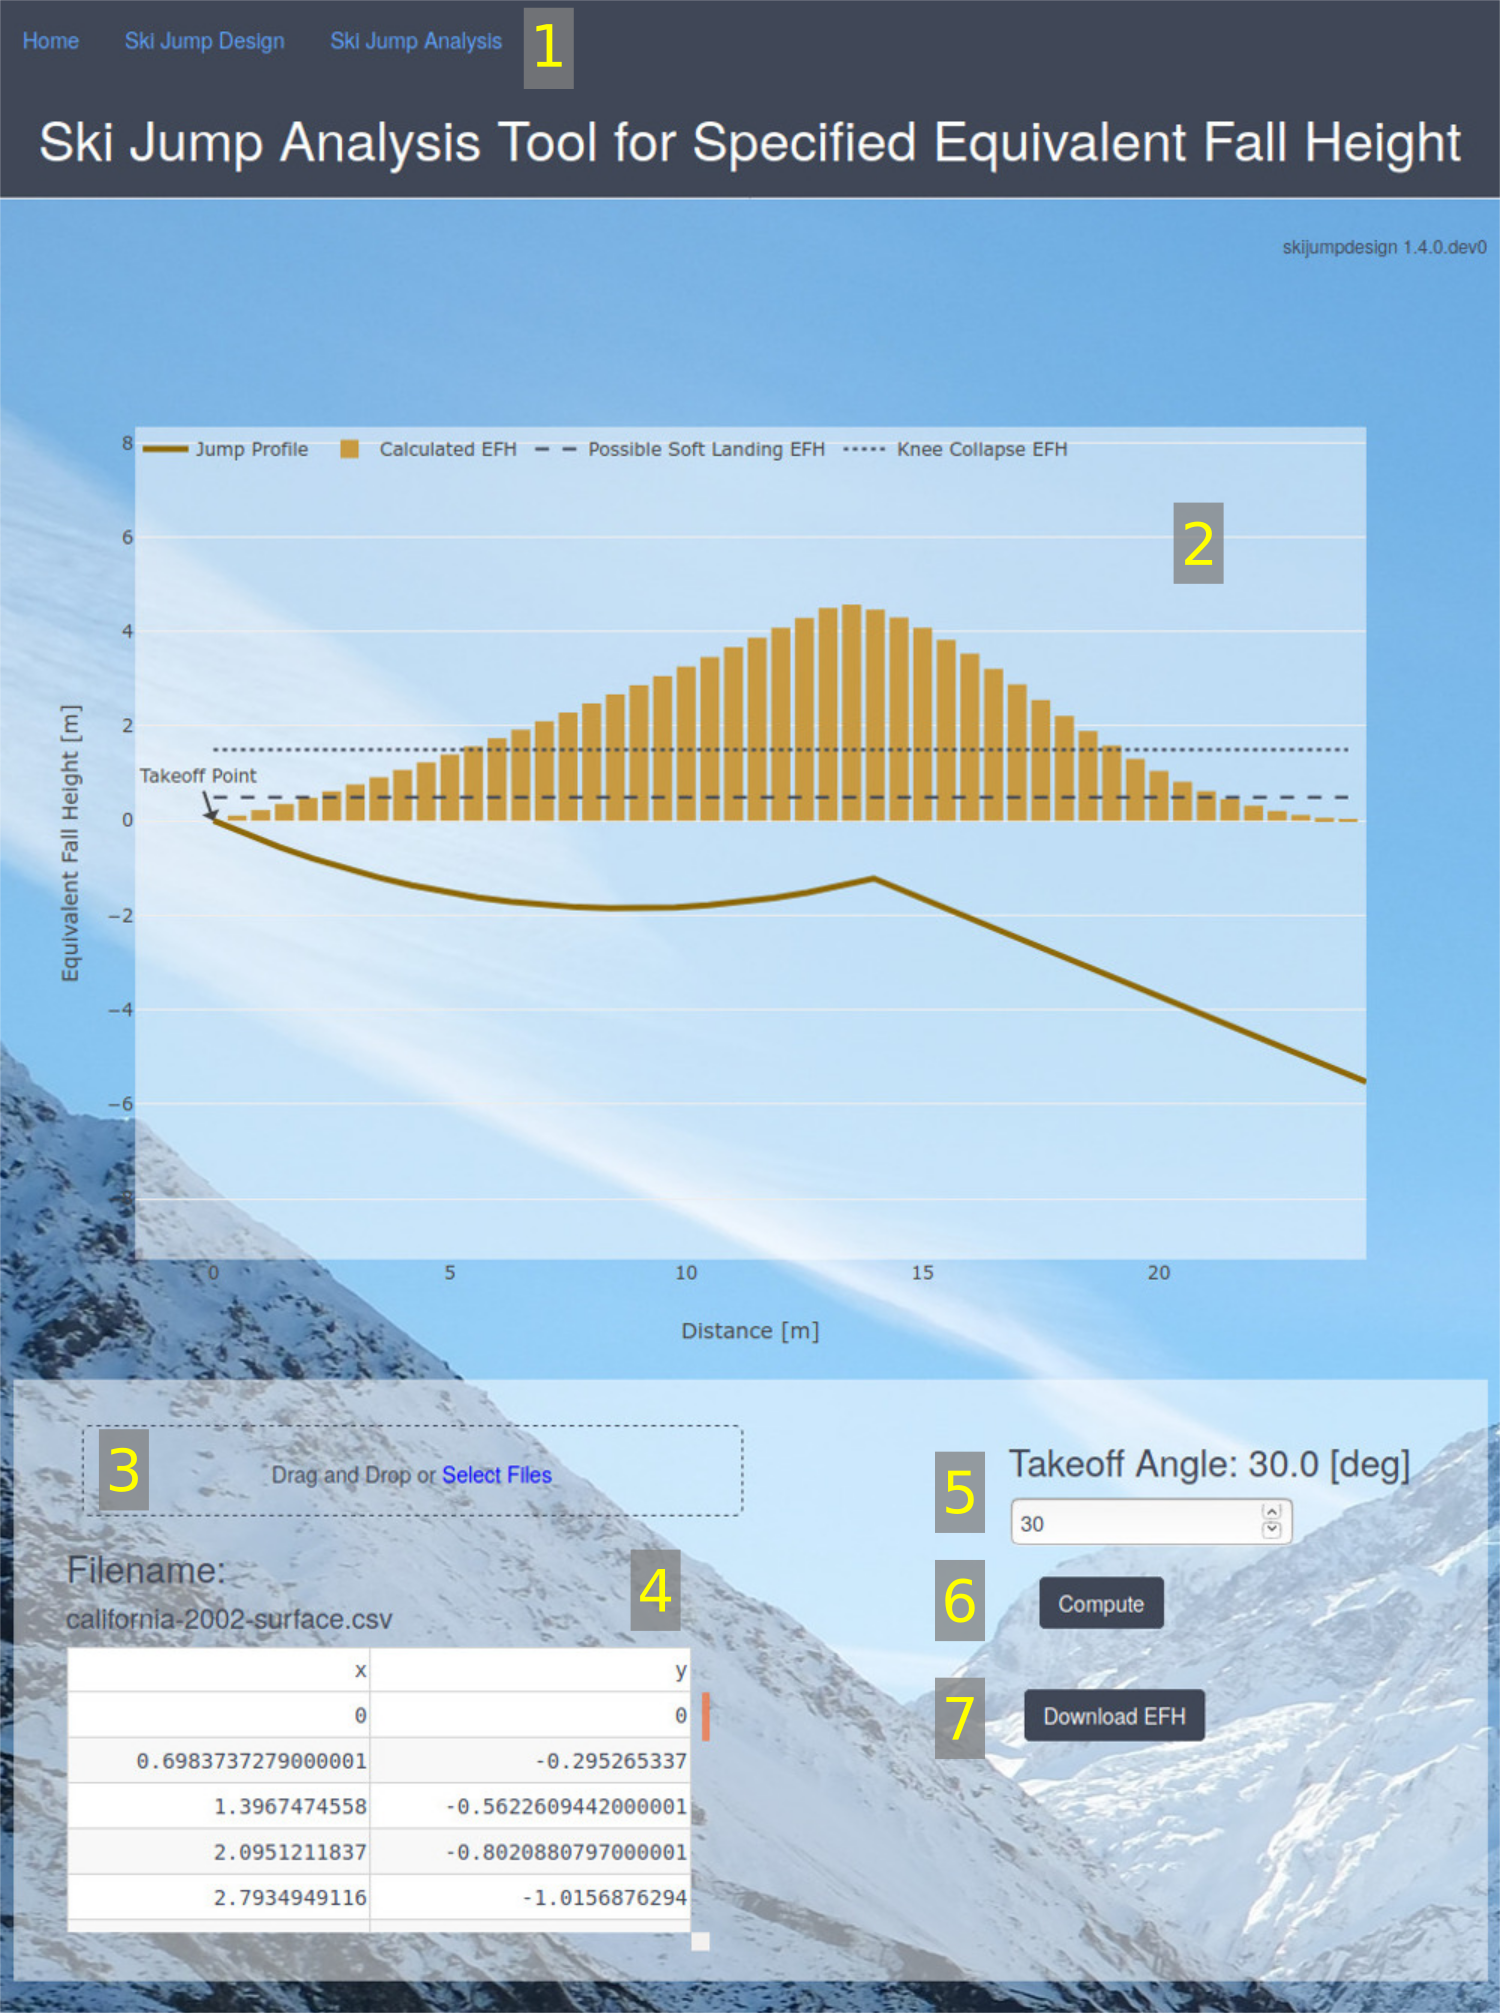 Home Ski Jump Design Ski Jump Analysis 1
Ski Jump Analysis Tool for Specified Equivalent Fall Height
skijumpdesign 1.4.0.dev0
8 Jump Profile Calculated EFH Possible Soft Landing EFH Knee Collapse EFH
2
6
4
2
Takeoff Point
0
−2
−4
−6
Equivalent Fall Height [m]
0 5 10 15 20
Distance [m]
3 Drag and Drop or Select Files
Filename:
california-2002-surface.csv
4
x y
0 0
0.6983737279000001 -0.295265337
1.3967474558 -0.5622609442000001
2.0951211837 -0.8020880797000001
2.7934949116 -1.0156876294
5 Takeoff Angle: 30.0 [deg]
30
6 Compute
7 Download EFH